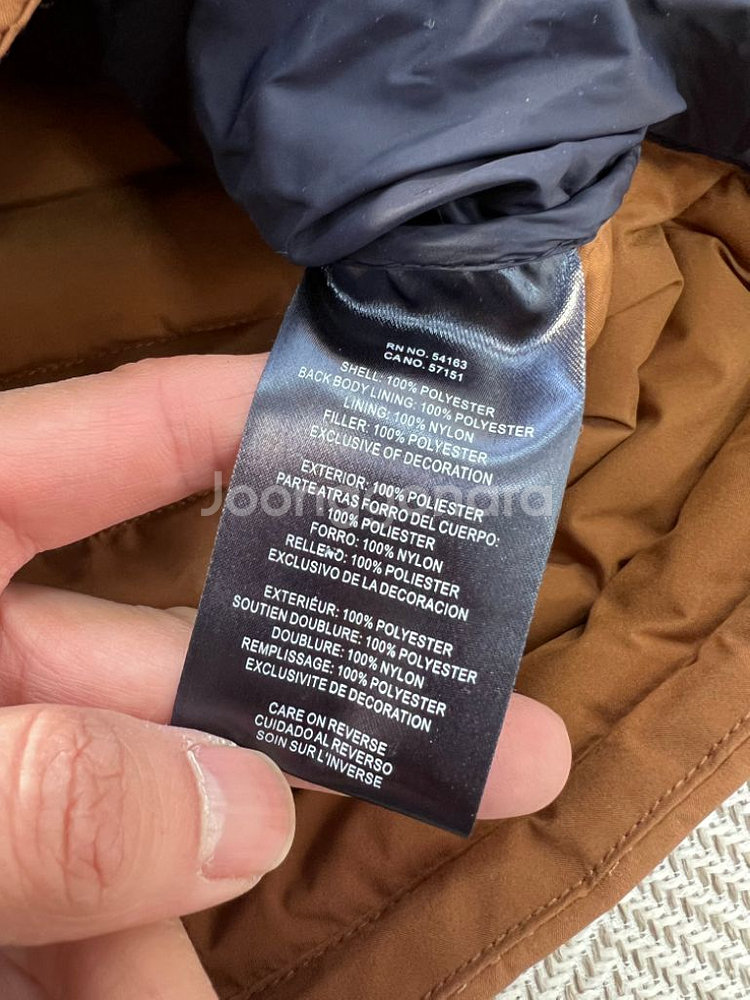 RN NO. 54163
CA NO. 57151
SHELL: 100% POLYESTER
BACK BODY LINING: 100% POLYESTER
LINING: 100% NYLON
FILLER: 100% POLYESTER
EXCLUSIVE OF DECORATION
EXTERIOR: 100% POLIESTER
PARTE ATRAS FORRO DEL CUERPO:
100% POLIESTER
FORRO: 100% NYLON
RELLENO: 100% POLIESTER
EXCLUSIVO DE LA DECORACION
EXTERIÉUR: 100% POLYESTER
SOUTIEN DOUBLURE: 100% POLYESTER
DOUBLURE: 100% NYLON
REMPLISSAGE: 100% POLYESTER
EXCLUSIVITE DE DECORATION
CARE ON REVERSE
CUIDADO AL REVERSO
SOIN SUR L'INVERSE
Joonggonara